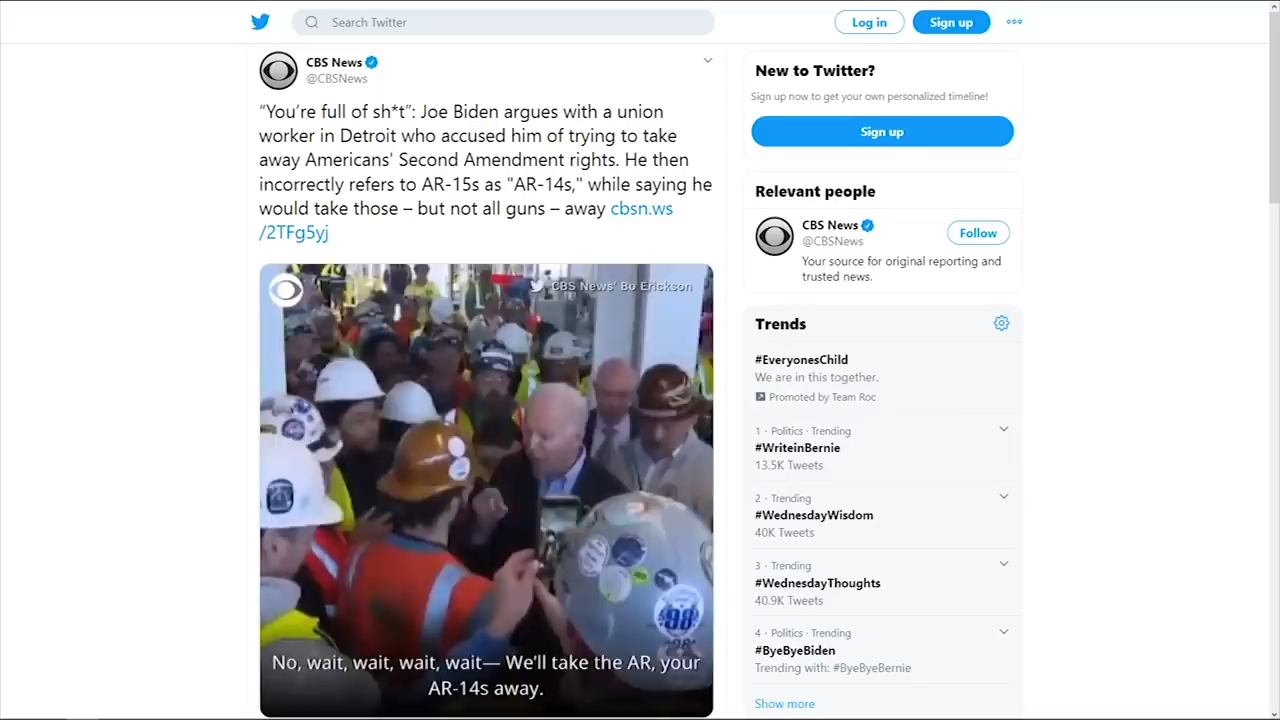 Search Twitter
Log in
Sign up
CBS News
@CBSNews
“You’re full of sh*t”: Joe Biden argues with a union
worker in Detroit who accused him of trying to take
away Americans' Second Amendment rights. He then
incorrectly refers to AR-15s as "AR-14s," while saying he
would take those – but not all guns – away cbsn.ws
/2TFg5yj
CBS News' Bo Erickson
98
No, wait, wait, wait, wait— We'll take the AR, your
AR-14s away.
New to Twitter?
Sign up now to get your own personalized timeline!
Sign up
Relevant people
CBS News
@CBSNews
Follow
Your source for original reporting and
trusted news.
Trends
#EveryonesChild
We are in this together.
Promoted by Team Roc
1 · Politics · Trending
#WriteinBernie
13.5K Tweets
2 · Trending
#WednesdayWisdom
40K Tweets
3 · Trending
#WednesdayThoughts
40.9K Tweets
4 · Politics · Trending
#ByeByeBiden
Trending with: #ByeByeBernie
Show more